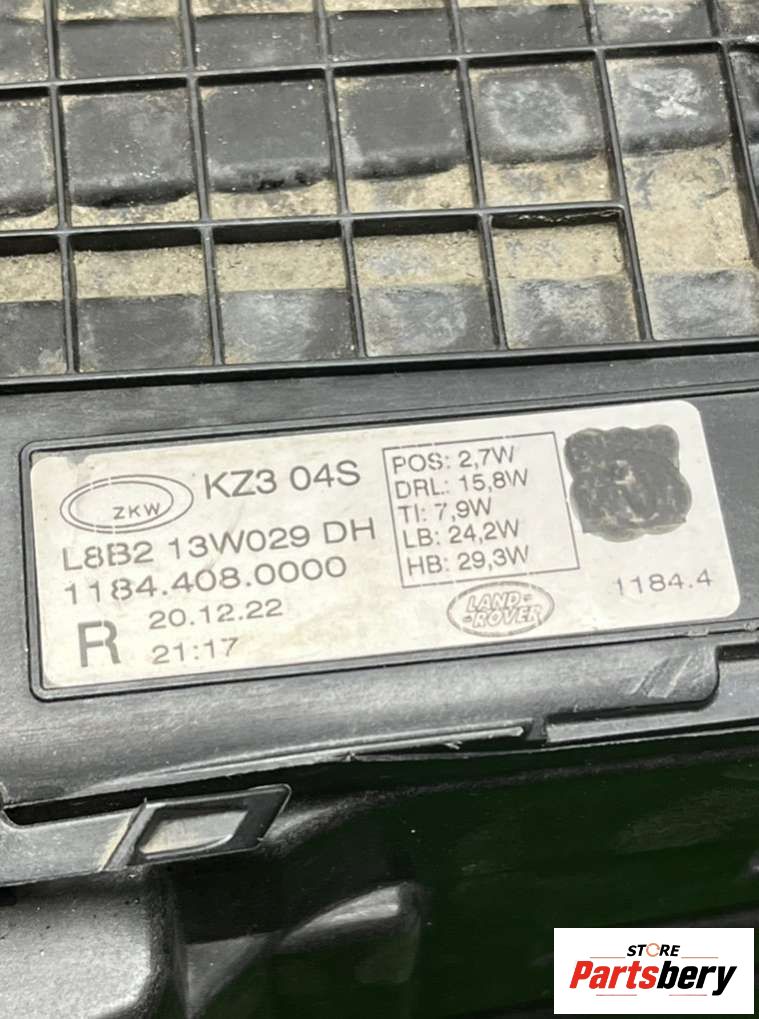 ZKW
KZ3 04S
L8B2 13W029 DH
1184.408.0000
R
20.12.22
21:17
POS: 2,7W
DRL: 15,8W
TI: 7,9W
LB: 24,2W
HB: 29,3W
LAND-
-ROVER
1184.4
STORE
Partsbery